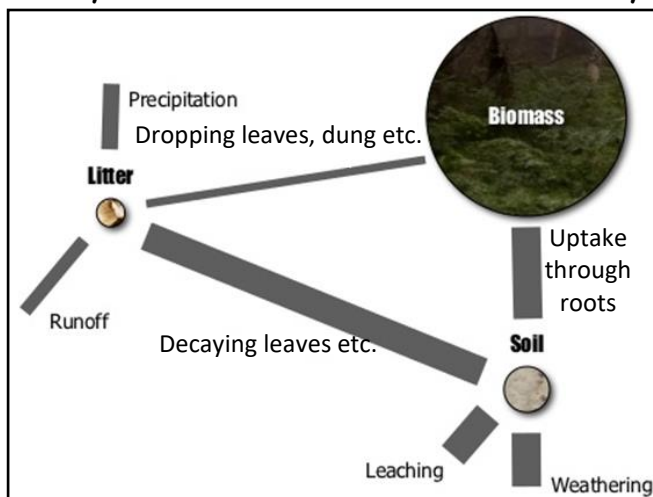 Precipitation
Dropping leaves, dung etc.
Biomass
Litter
Uptake
through
roots
Runoff
Decaying leaves etc.
Soil
Leaching
Weathering